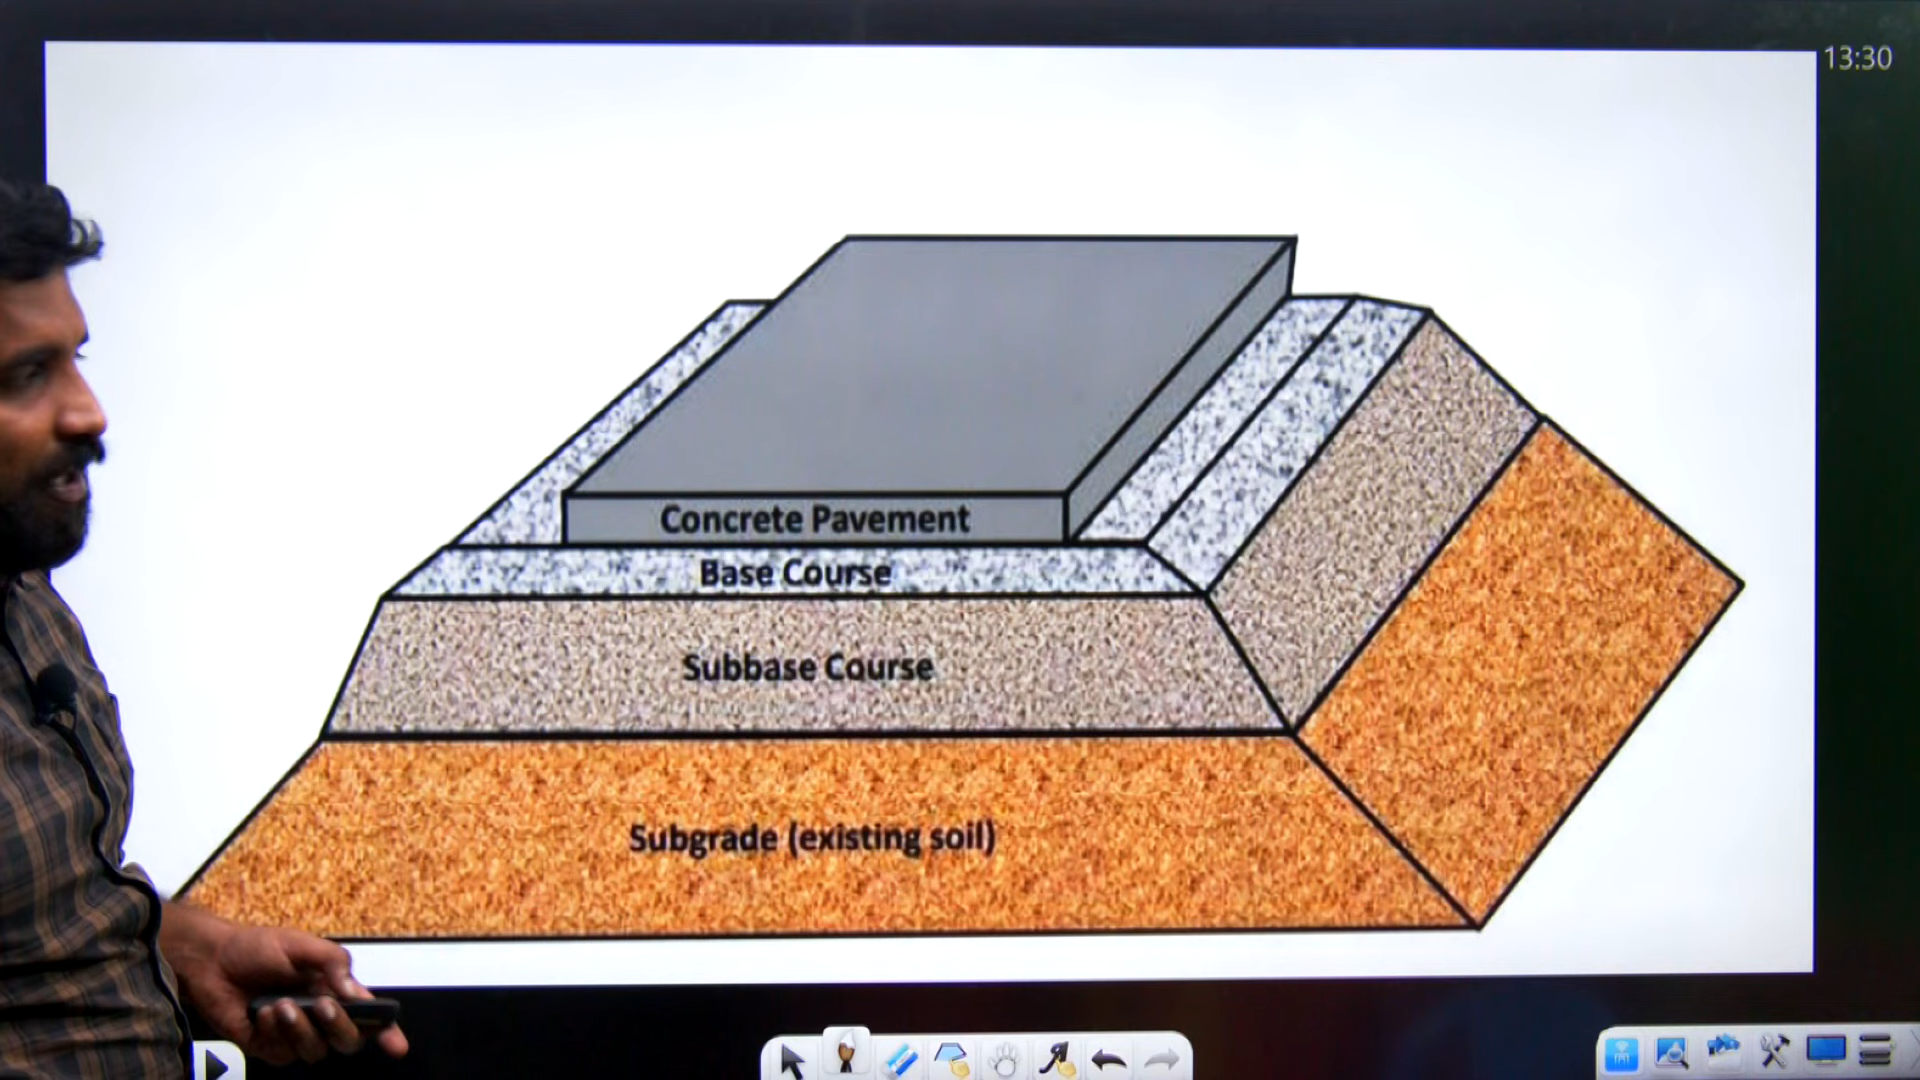 13:30
Concrete Pavement
Base Course
Subbase Course
Subgrade (existing soil)